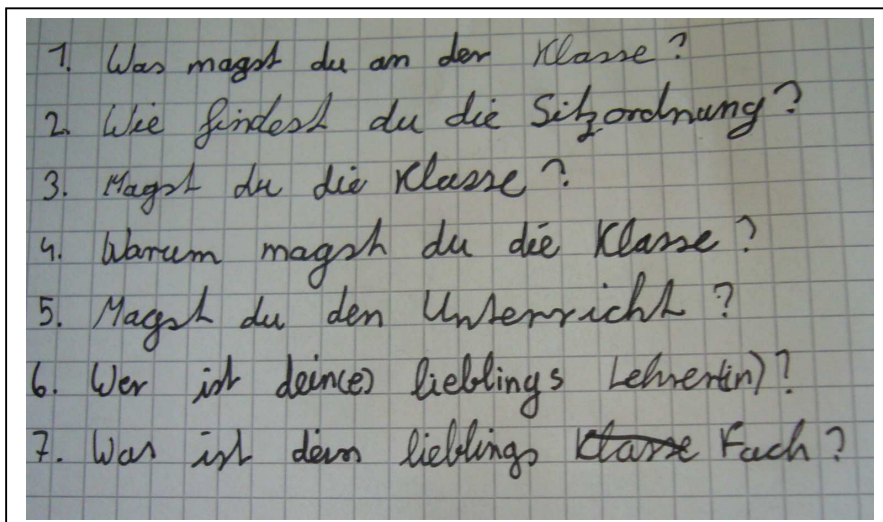 1. Was magst du an der Klasse?
2. Wie findest du die Sitzordnung?
3. Magst du die Klasse?
4. Warum magst du die Klasse?
5. Magst du den Unterricht?
6. Wer ist dein(e) lieblings Lehrer(in)?
7. Was ist dein lieblings Klasse Fach?